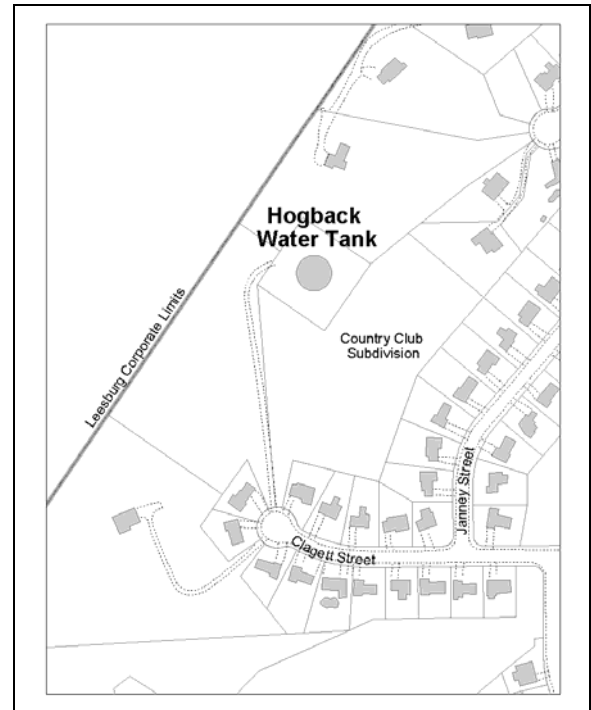 Hogback
Water Tank
Leesburg Corporate Limits
Country Club
Subdivision
Janney Street
Clagett Street